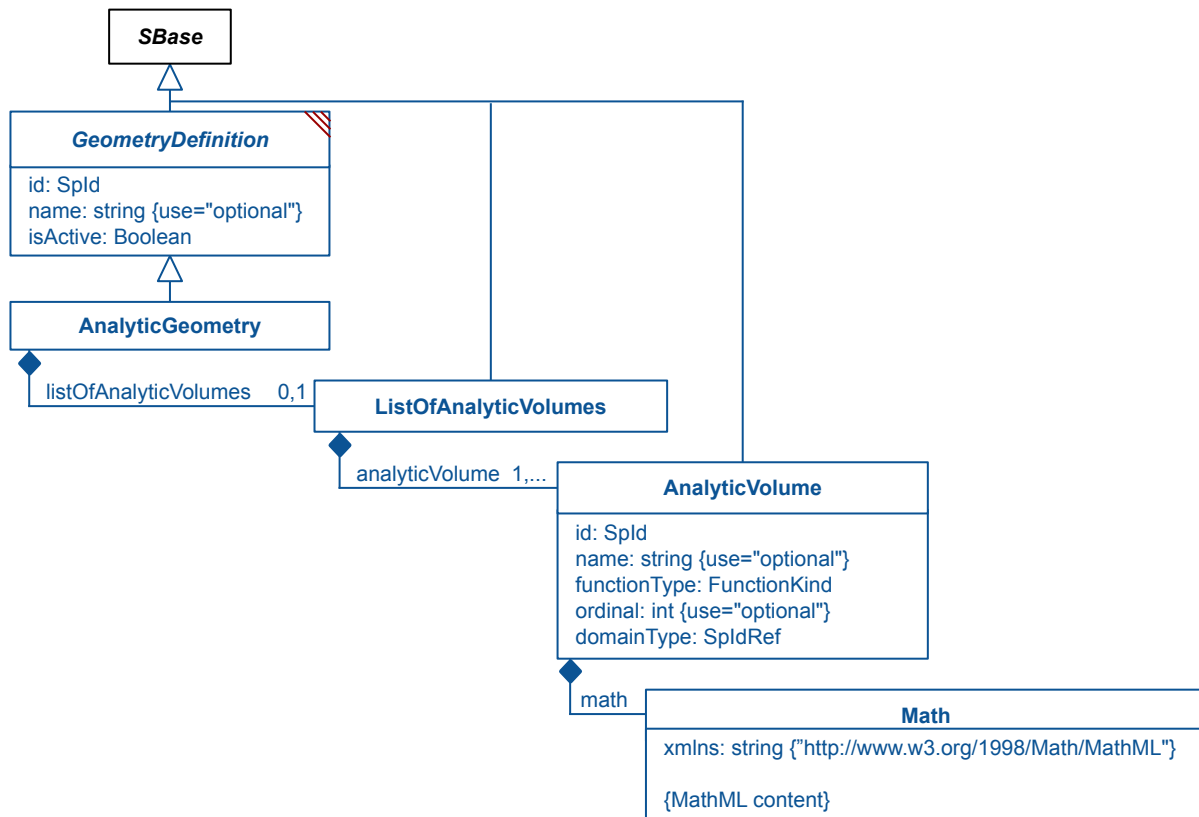 SBase
GeometryDefinition
id: SpId
name: string {use="optional"}
isActive: Boolean
AnalyticGeometry
listOfAnalyticVolumes 0,1
ListOfAnalyticVolumes
analyticVolume 1,...
AnalyticVolume
id: SpId
name: string {use="optional"}
functionType: FunctionKind
ordinal: int {use="optional"}
domainType: SpIdRef
math
Math
xmlns: string {”http://www.w3.org/1998/Math/MathML"}
{MathML content}